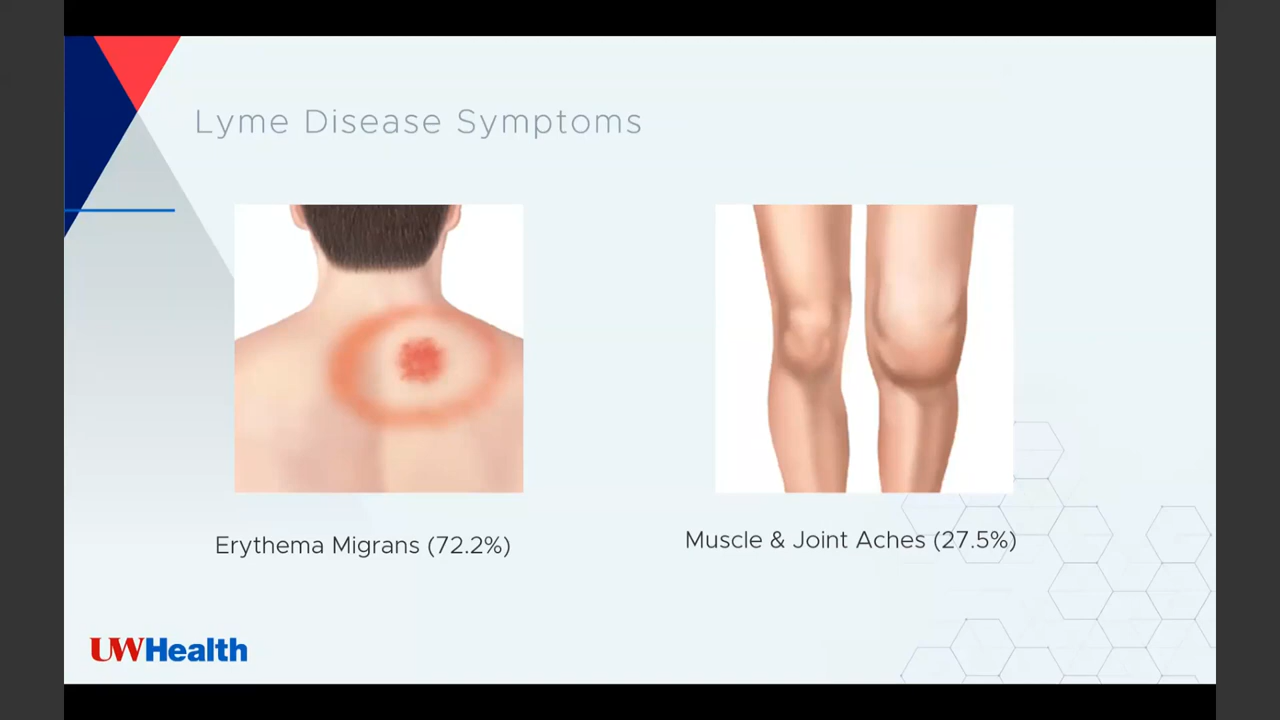 Lyme Disease Symptoms
Erythema Migrans (72.2%)
Muscle & Joint Aches (27.5%)
UWHealth